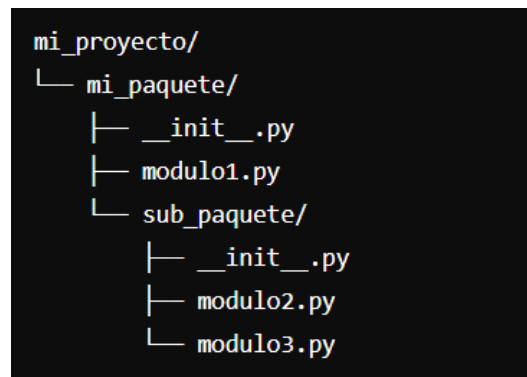 mi_proyecto/
└── mi_paquete/
    ├── __init__.py
    ├── modulo1.py
    └── sub_paquete/
        ├── __init__.py
        ├── modulo2.py
        └── modulo3.py